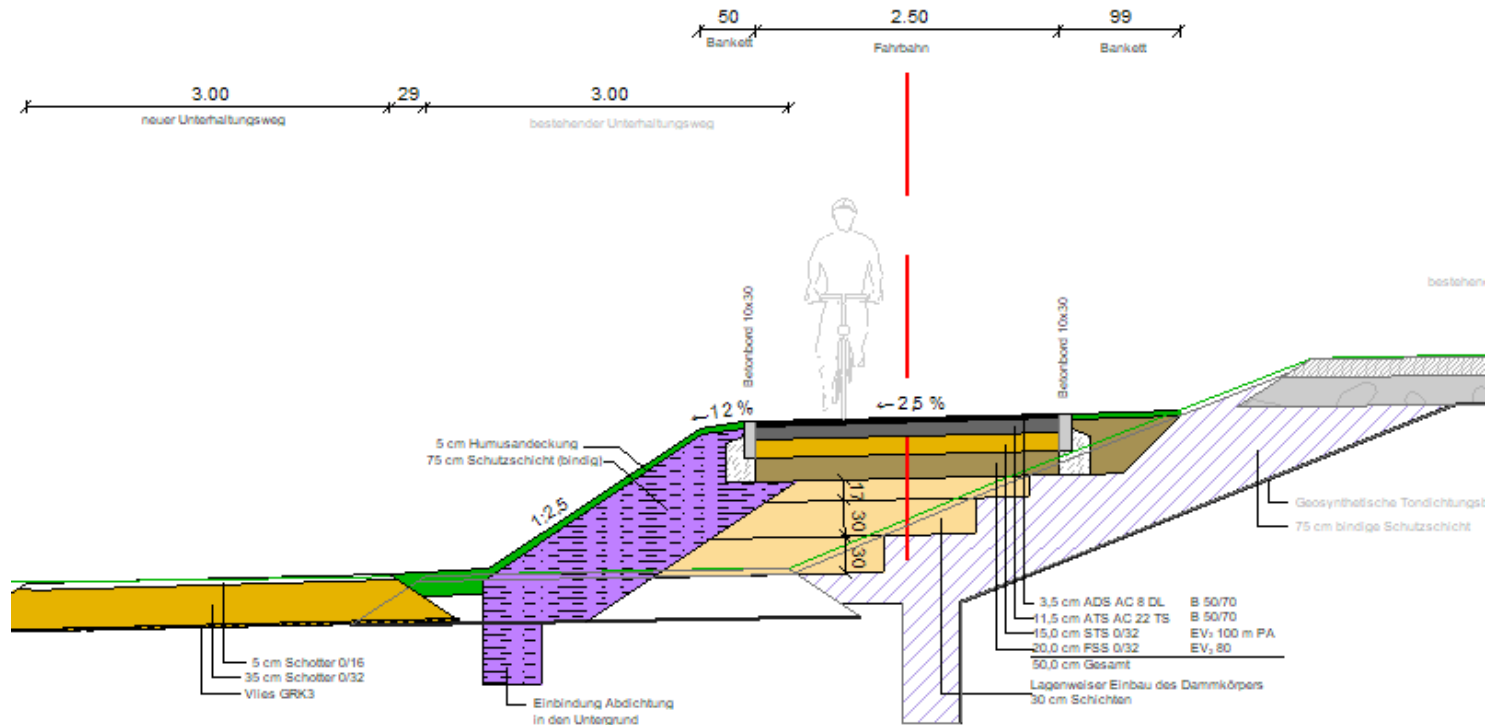 50
2.50
99
Bankett
Fahrbahn
Bankett
3.00
29
3.00
neuer Unterhaltungsweg
bestehender Unterhaltungsweg
Betonbord 10x30
Betonbord 10x30
12 %
2,5 %
5 cm Humusandeckung
75 cm Schutzschicht (bindig)
1:2,5
17
30
30
Geosynthetische
75 cm bindige Schutzschicht
3,5 cm ADS AC 8 DL B 50/70
11,5 cm ATS AC 22 TS B 50/70
15,0 cm STS 0/32 EV₂ 100 m PA
20,0 cm FSS 0/32 EV₂ 80
50,0 cm Gesamt
Lagenweiser Einbau des Dammkörpers
30 cm Schichten
5 cm Schotter 0/16
35 cm Schotter 0/32
Vlies GRK3
Einbindung Abdichtung
in den Untergrund